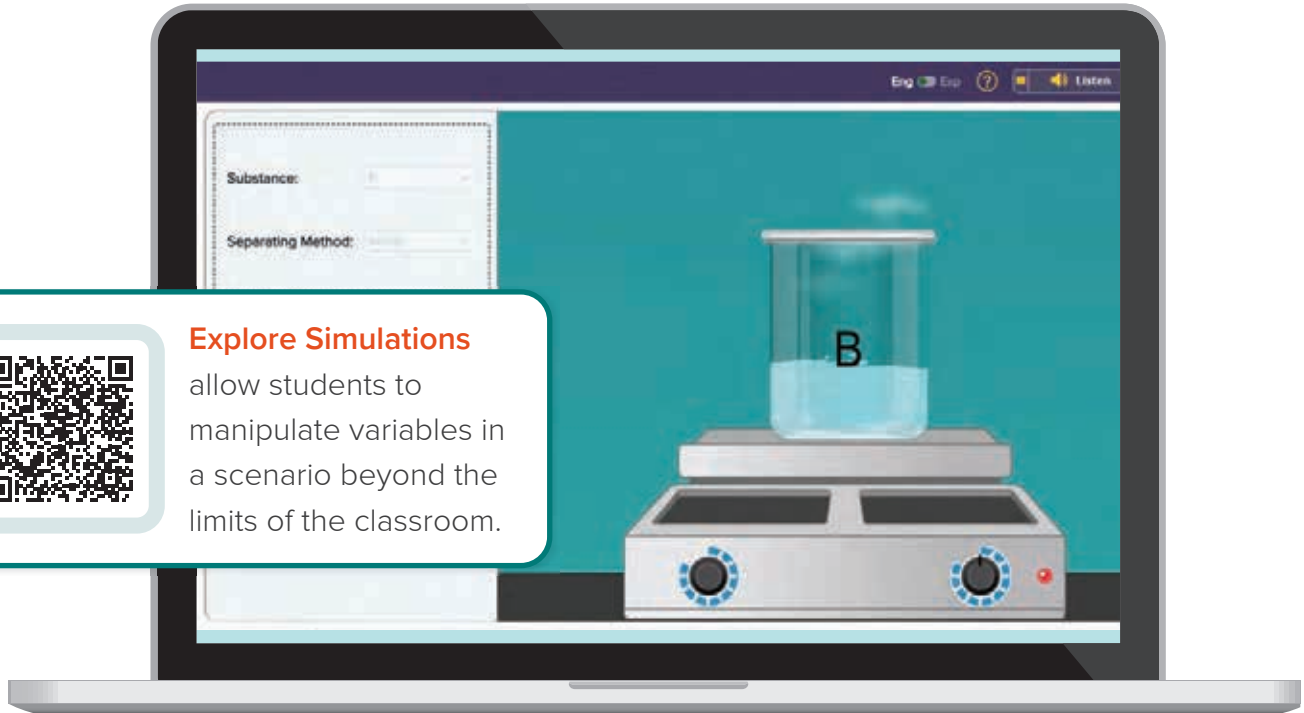 Eng Esp ? Listen
Substance:
Separating Method:
B
Explore Simulations
allow students to
manipulate variables in
a scenario beyond the
limits of the classroom.